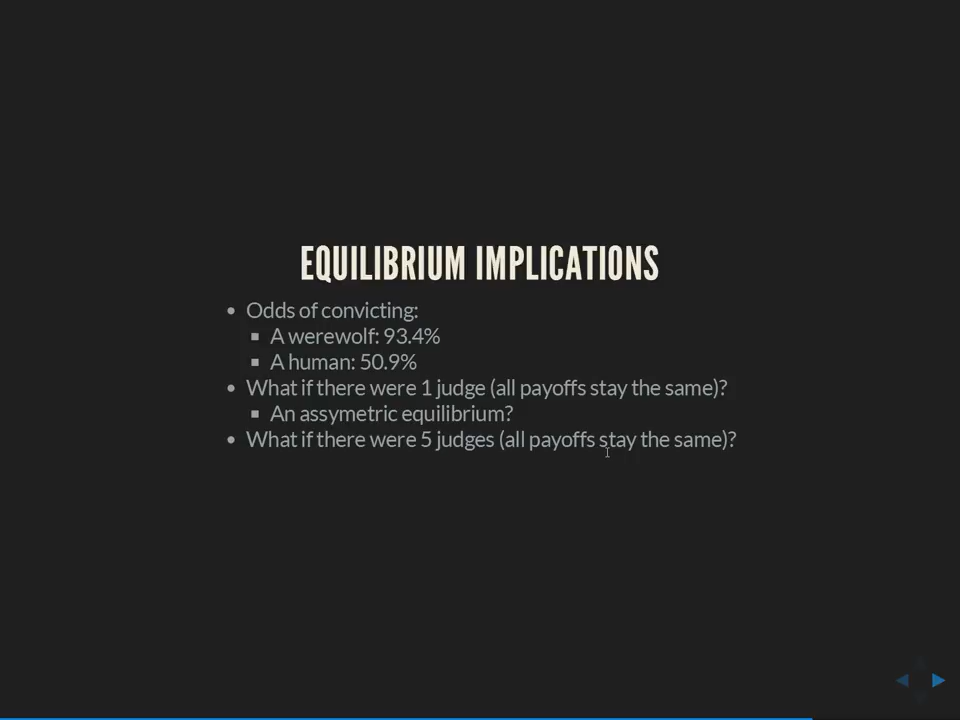 EQUILIBRIUM IMPLICATIONS
Odds of convicting:
A werewolf: 93.4%
A human: 50.9%
What if there were 1 judge (all payoffs stay the same)?
An assymetric equilibrium?
What if there were 5 judges (all payoffs stay the same)?